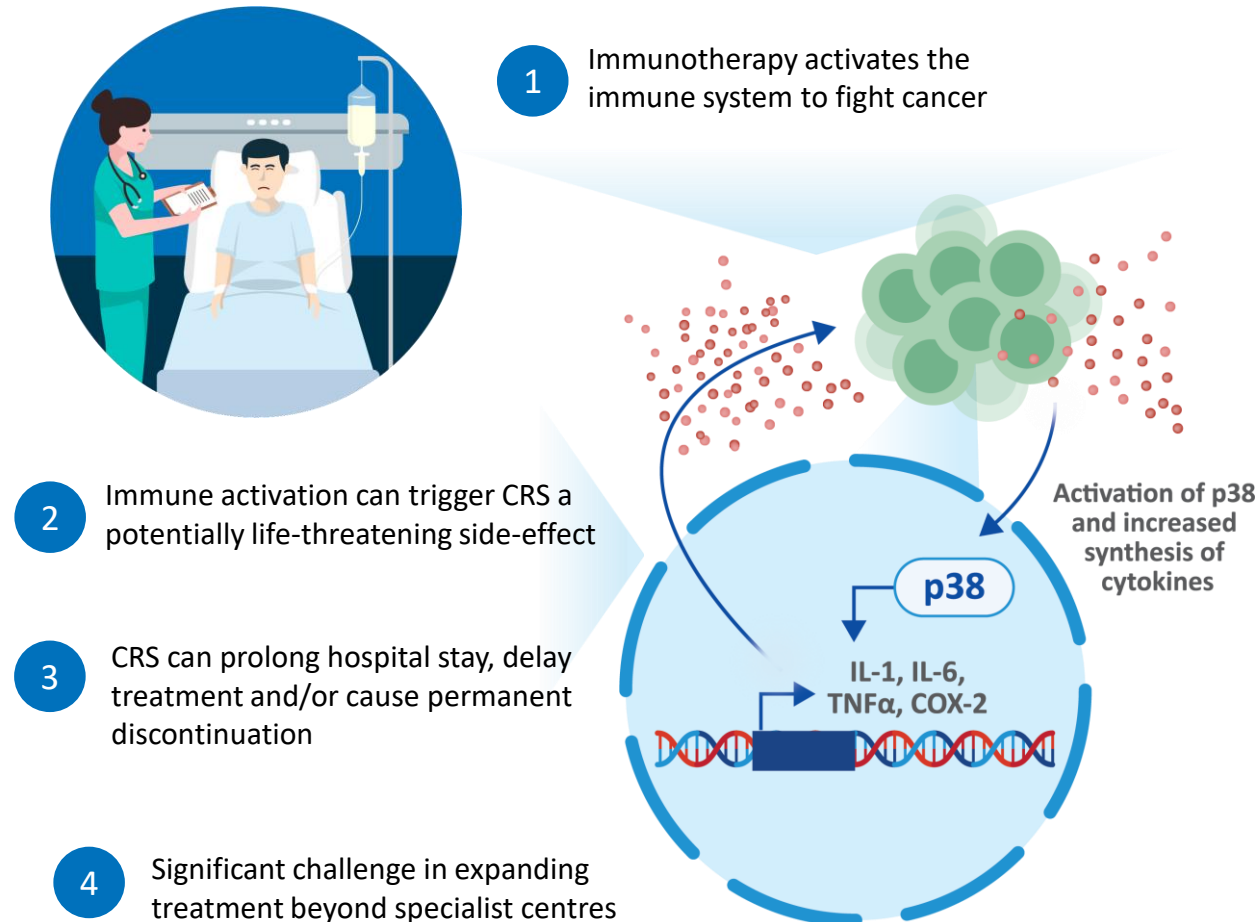 1
Immunotherapy activates the
immune system to fight cancer
2
Immune activation can trigger CRS a
potentially life-threatening side-effect
3
CRS can prolong hospital stay, delay
treatment and/or cause permanent
discontinuation
4
Significant challenge in expanding
treatment beyond specialist centres
Activation of p38
and increased
synthesis of
cytokines
p38
IL-1, IL-6,
TNFα, COX-2